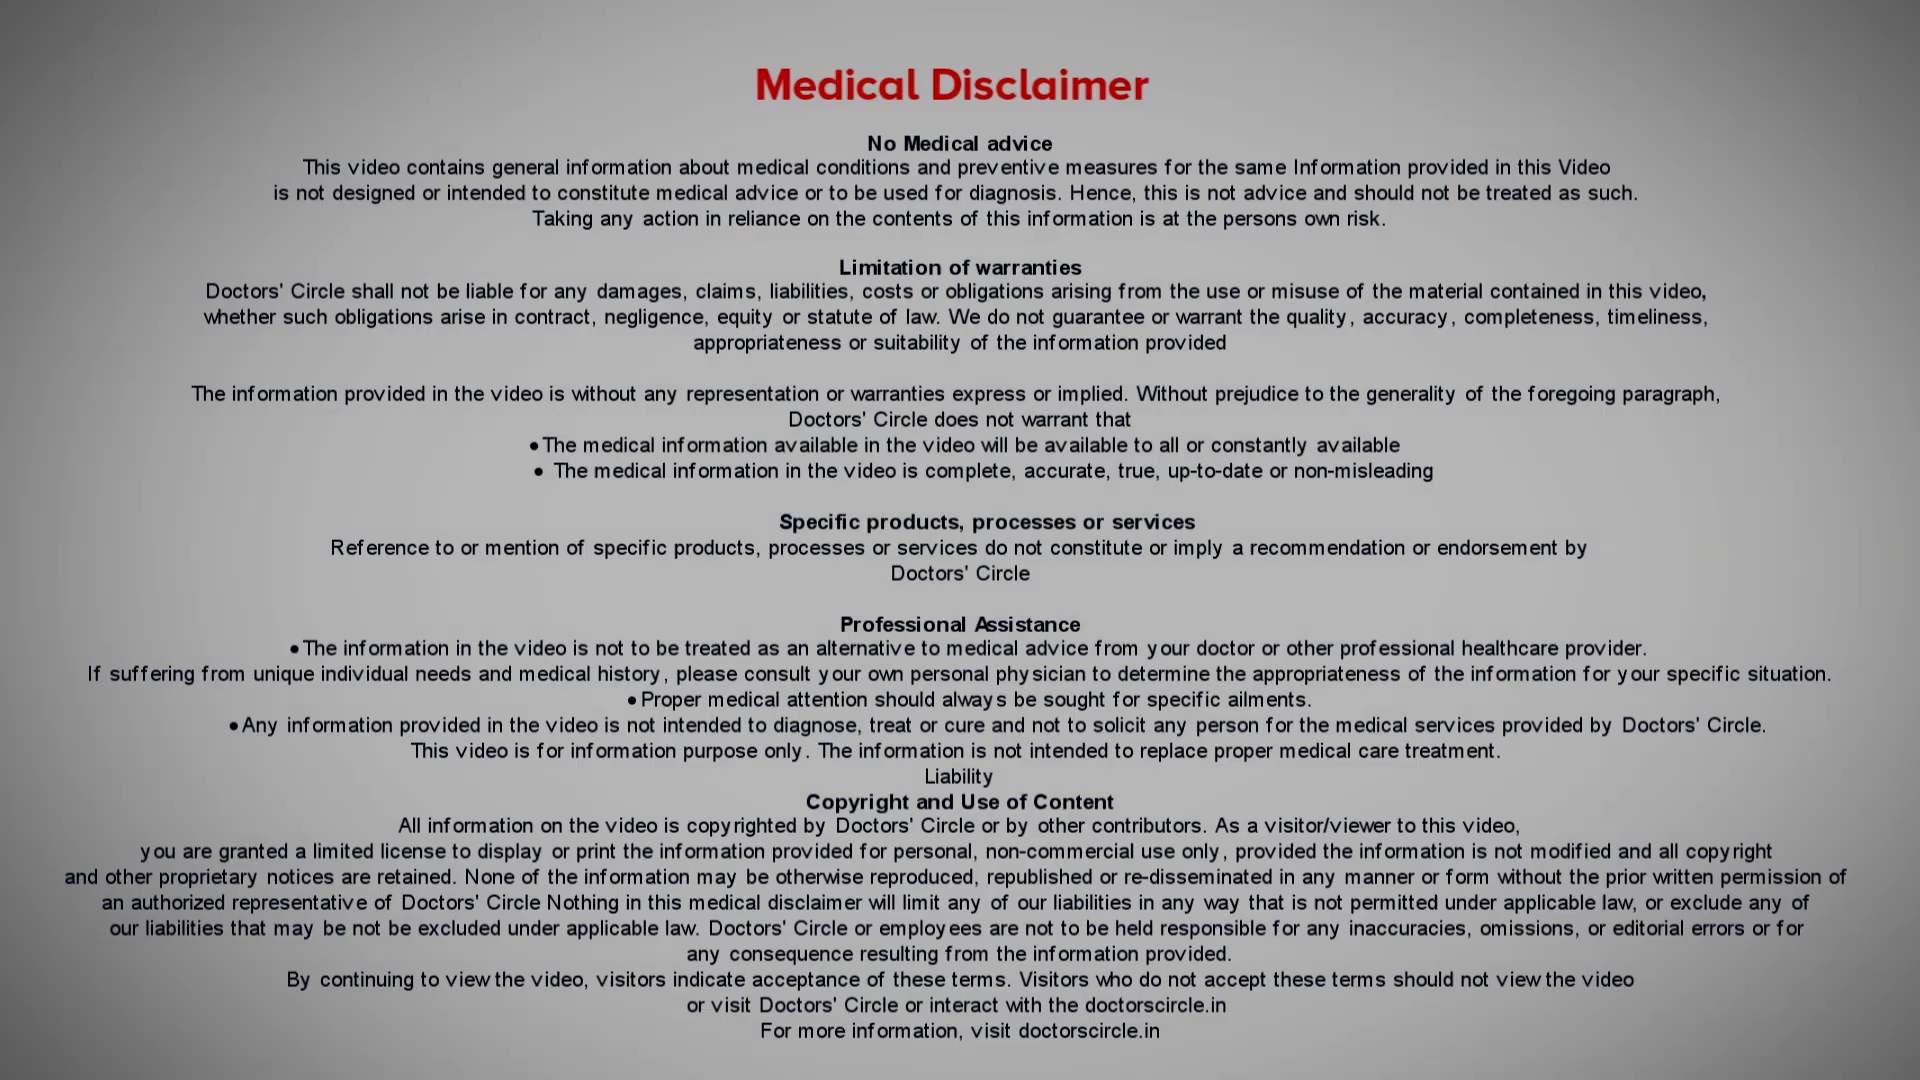 Medical Disclaimer
No Medical advice
This video contains general information about medical conditions and preventive measures for the same Information provided in this Video
is not designed or intended to constitute medical advice or to be used for diagnosis. Hence, this is not advice and should not be treated as such.
Taking any action in reliance on the contents of this information is at the persons own risk.
Limitation of warranties
Doctors' Circle shall not be liable for any damages, claims, liabilities, costs or obligations arising from the use or misuse of the material contained in this video,
whether such obligations arise in contract, negligence, equity or statute of law. We do not guarantee or warrant the quality, accuracy, completeness, timeliness,
appropriateness or suitability of the information provided
The information provided in the video is without any representation or warranties express or implied. Without prejudice to the generality of the foregoing paragraph,
Doctors' Circle does not warrant that
•The medical information available in the video will be available to all or constantly available
• The medical information in the video is complete, accurate, true, up-to-date or non-misleading
Specific products, processes or services
Reference to or mention of specific products, processes or services do not constitute or imply a recommendation or endorsement by
Doctors' Circle
Professional Assistance
•The information in the video is not to be treated as an alternative to medical advice from your doctor or other professional healthcare provider.
If suffering from unique individual needs and medical history, please consult your own personal physician to determine the appropriateness of the information for your specific situation.
•Proper medical attention should always be sought for specific ailments.
•Any information provided in the video is not intended to diagnose, treat or cure and not to solicit any person for the medical services provided by Doctors' Circle.
This video is for information purpose only. The information is not intended to replace proper medical care treatment.
Liability
Copyright and Use of Content
All information on the video is copyrighted by Doctors' Circle or by other contributors. As a visitor/viewer to this video,
you are granted a limited license to display or print the information provided for personal, non-commercial use only, provided the information is not modified and all copyright
and other proprietary notices are retained. None of the information may be otherwise reproduced, republished or re-disseminated in any manner or form without the prior written permission of
an authorized representative of Doctors' Circle Nothing in this medical disclaimer will limit any of our liabilities in any way that is not permitted under applicable law, or exclude any of
our liabilities that may be not be excluded under applicable law. Doctors' Circle or employees are not to be held responsible for any inaccuracies, omissions, or editorial errors or for
any consequence resulting from the information provided.
By continuing to view the video, visitors indicate acceptance of these terms. Visitors who do not accept these terms should not view the video
or visit Doctors' Circle or interact with the doctorscircle.in
For more information, visit doctorscircle.in